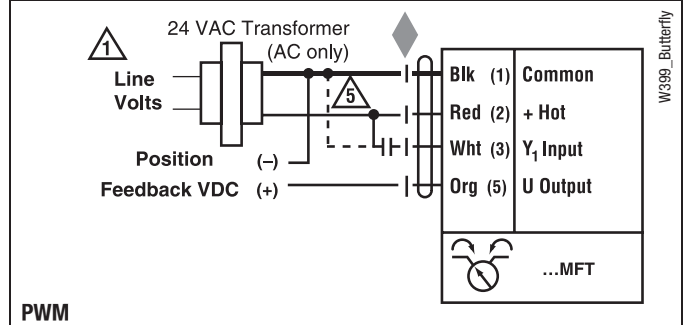 24 VAC Transformer
(AC only)
1
Line
Volts
5
Position (–)
Feedback VDC (+)
Blk (1) Common
Red (2) + Hot
Wht (3) Y₁ Input
Org (5) U Output
...MFT
W399_Butterfly
PWM